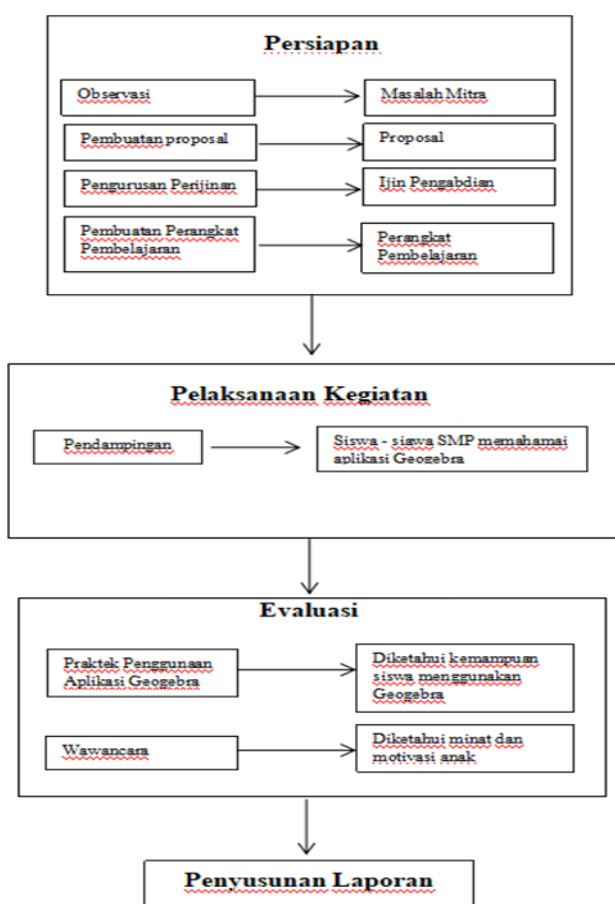 Persiapan
Observasi
Masalah Mitra
Pembuatan proposal
Proposal
Pengurusan Perijinan
Ijin Pengabdian
Pembuatan Perangkat
Pembelajaran
Perangkat
Pembelajaran
Pelaksanaan Kegiatan
Pendampingan
Siswa - siswa SMP memahamai
aplikasi Geogebra
Evaluasi
Praktek Penggunaan
Aplikasi Geogebra
Diketahui kemampuan
siswa menggunakan
Geogebra
Wawancara
Diketahui minat dan
motivasi anak
Penyusunan Laporan